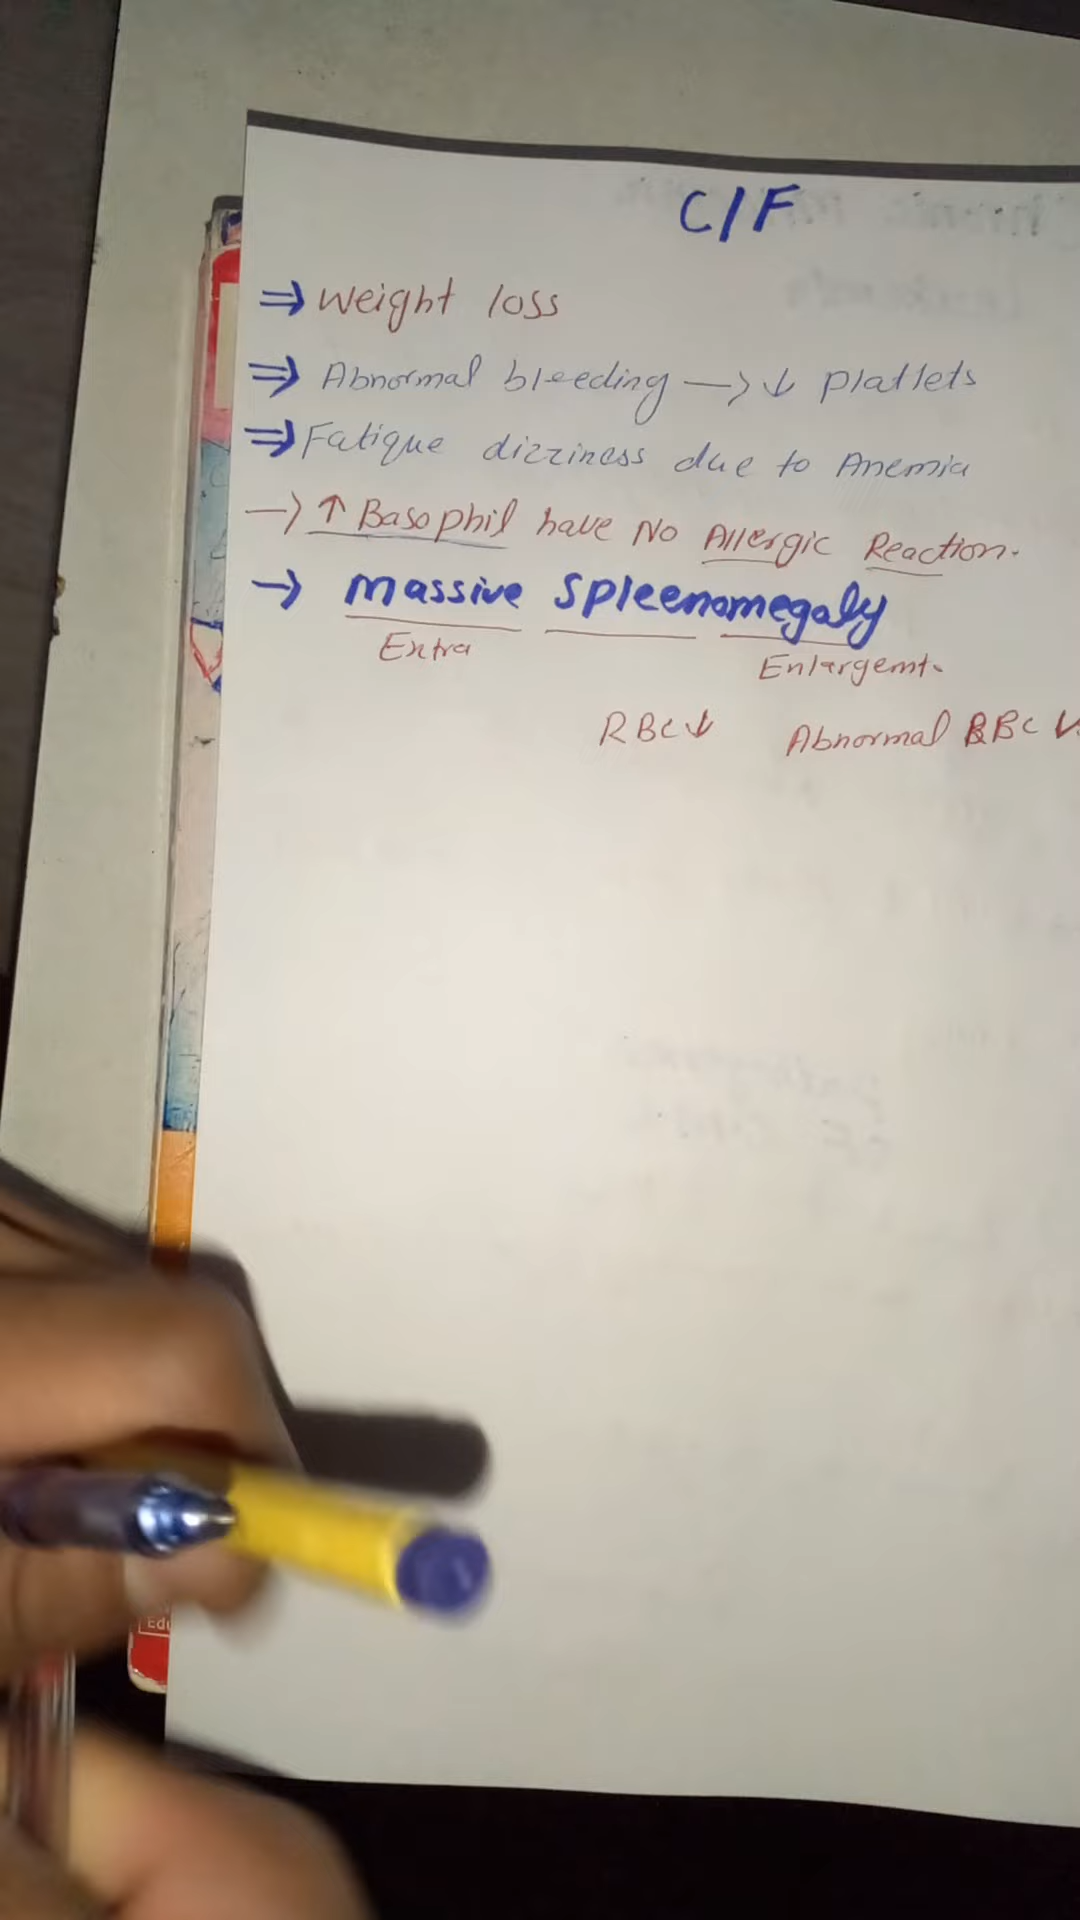 C/F
⇒ Weight loss
⇒ Abnormal bleeding → ↓ Platlets
⇒ Fatique dizziness due to Anemia
→ ↑ Basophil have No Allergic Reaction.
→ Massive Spleenomegaly
Extra Enlargemt.
RBC↓ Abnormal RBC ↓
Edu